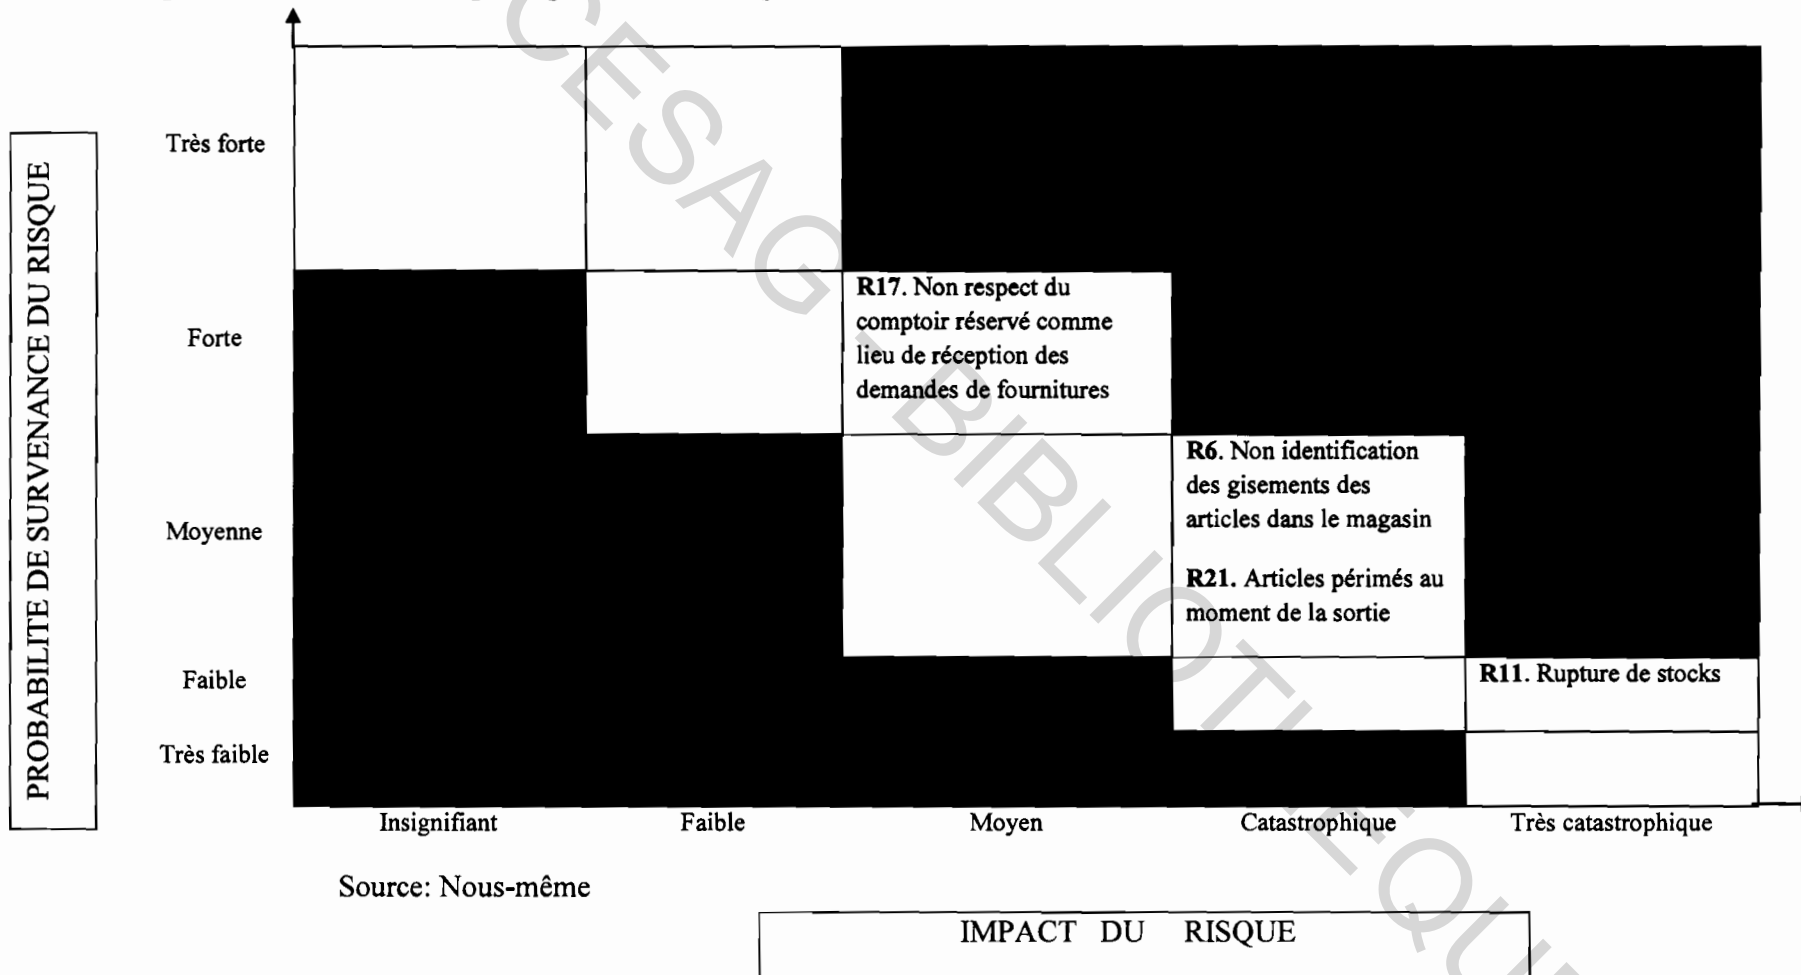 PROBABILITE DE SURVENANCE DU RISQUE
Très forte
Forte
R17. Non respect du
comptoir réservé comme
lieu de réception des
demandes de fournitures
Moyenne
R6. Non identification
des gisements des
articles dans le magasin
R21. Articles périmés au
moment de la sortie
Faible
R11. Rupture de stocks
Très faible
Insignifiant
Faible
Moyen
Catastrophique
Très catastrophique
Source: Nous-même
IMPACT DU RISQUE
CESAG - BIBLIOTHEQUE